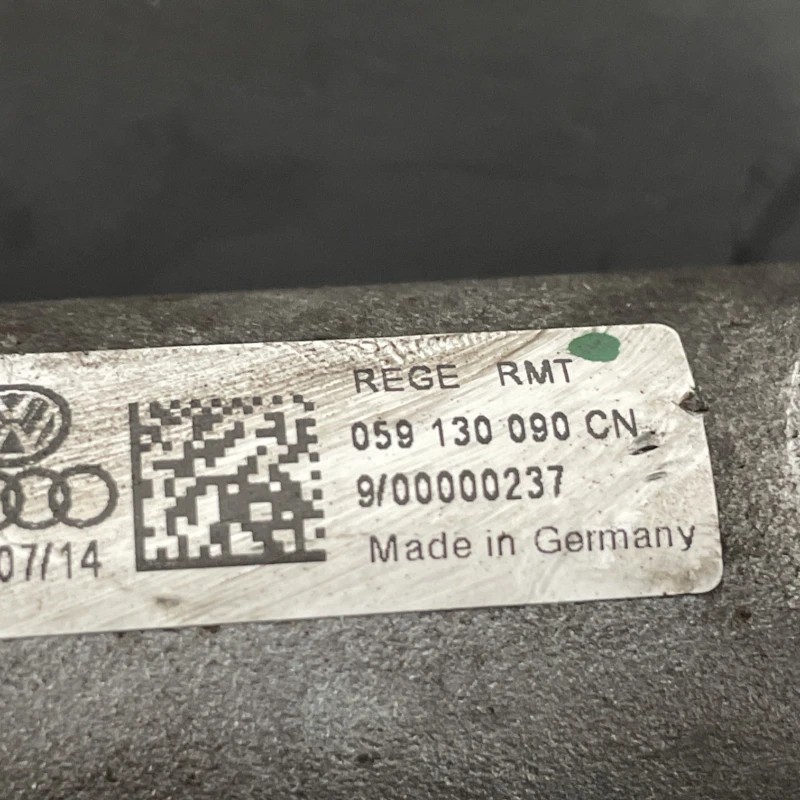 REGE RMT
059 130 090 CN
9/00000237
Made in Germany
07/14